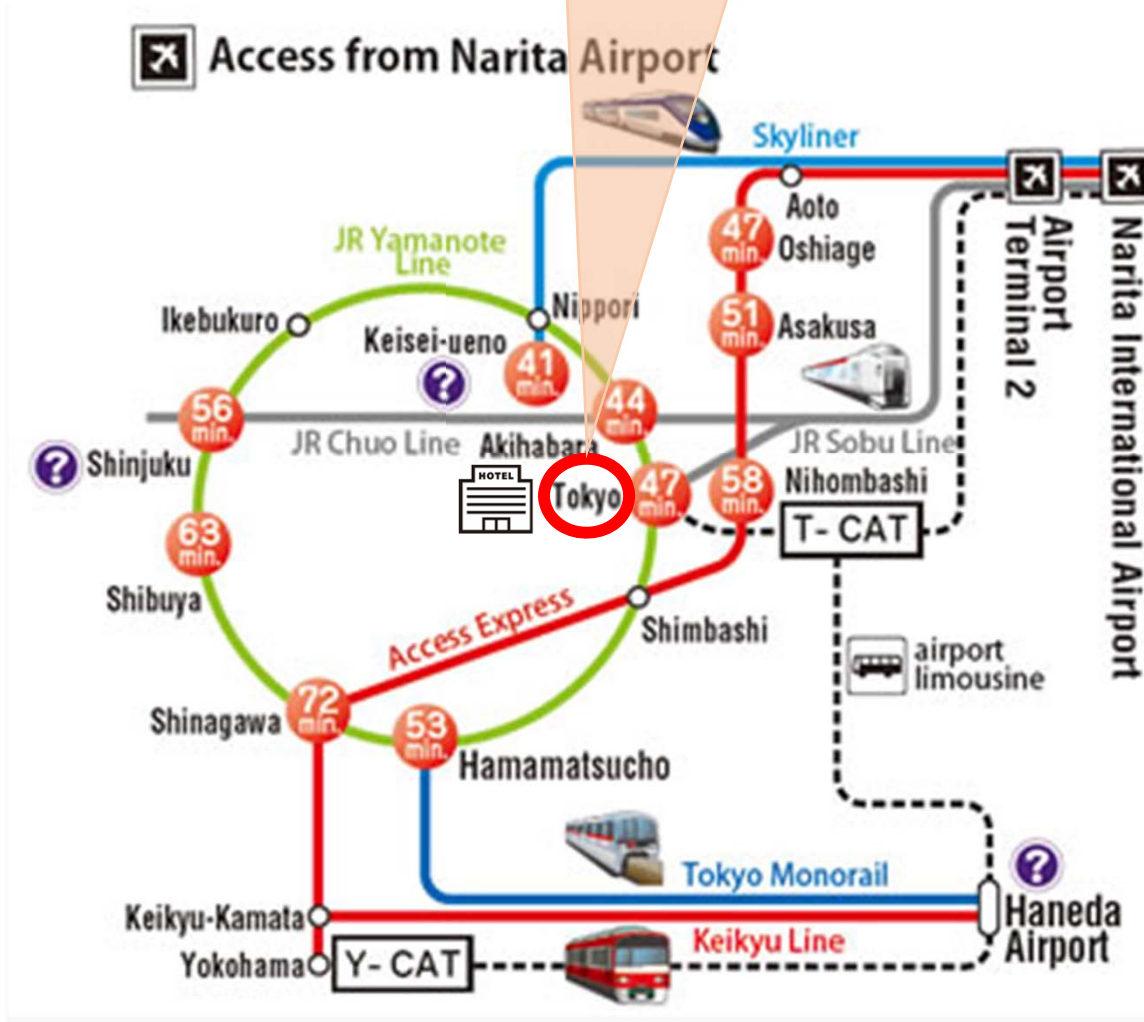 Access from Narita Airport
Skyliner
Aoto
47
min.
Oshiage
Airport
Terminal 2
Narita International Airport
JR Yamanote
Line
Ikebukuro
Nippori
Keisei-ueno
41
min.
51
min.
Asakusa
?
56
min.
44
min.
JR Chuo Line
Akihabara
JR Sobu Line
?
Shinjuku
HOTEL
Tokyo
47
min.
58
min.
Nihombashi
T- CAT
63
min.
Shibuya
Access Express
Shimbashi
airport
limousine
72
min.
Shinagawa
53
min.
Hamamatsucho
Tokyo Monorail
?
Keikyu-Kamata
Haneda
Airport
Keikyu Line
Yokohama
Y- CAT